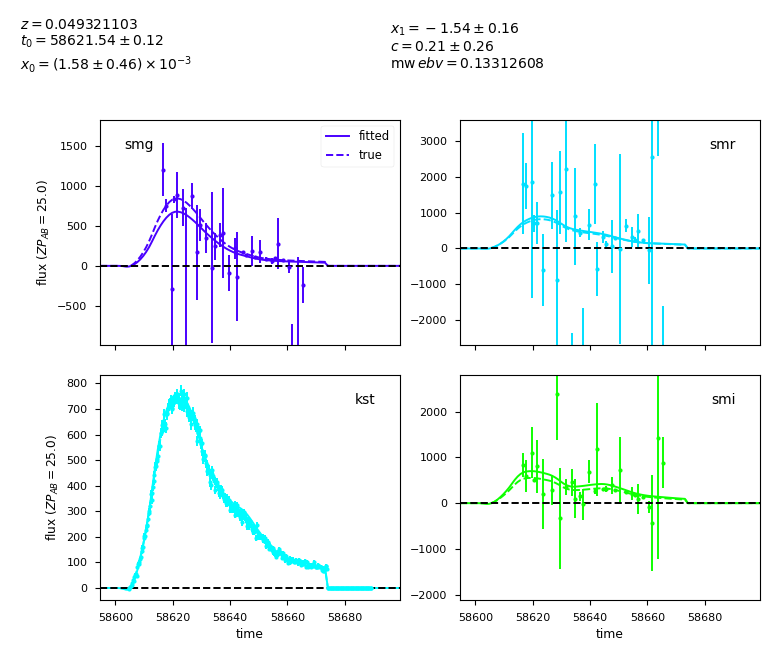 z = 0.049321103
t₀ = 58621.54 ± 0.12
x₀ = (1.58 ± 0.46) × 10⁻³
x₁ = −1.54 ± 0.16
c = 0.21 ± 0.26
mw ebv = 0.13312608
smg
fitted
true
flux (ZP_AB = 25.0)
1500
1000
500
0
−500
smr
3000
2000
1000
0
−1000
−2000
kst
flux (ZP_AB = 25.0)
800
700
600
500
400
300
200
100
0
58600 58620 58640 58660 58680
time
smi
2000
1000
0
−1000
−2000
58600 58620 58640 58660 58680
time